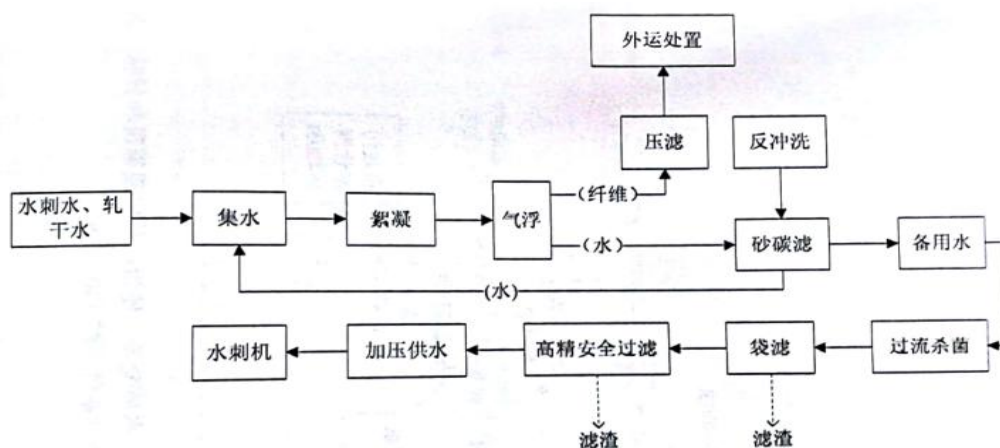 外运处置
压滤
反冲洗
水刺水、轧
干水
集水
絮凝
气浮
（纤维）
（水）
砂碳滤
备用水
(水)
水刺机
加压供水
高精安全过滤
袋滤
过流杀菌
滤渣
滤渣